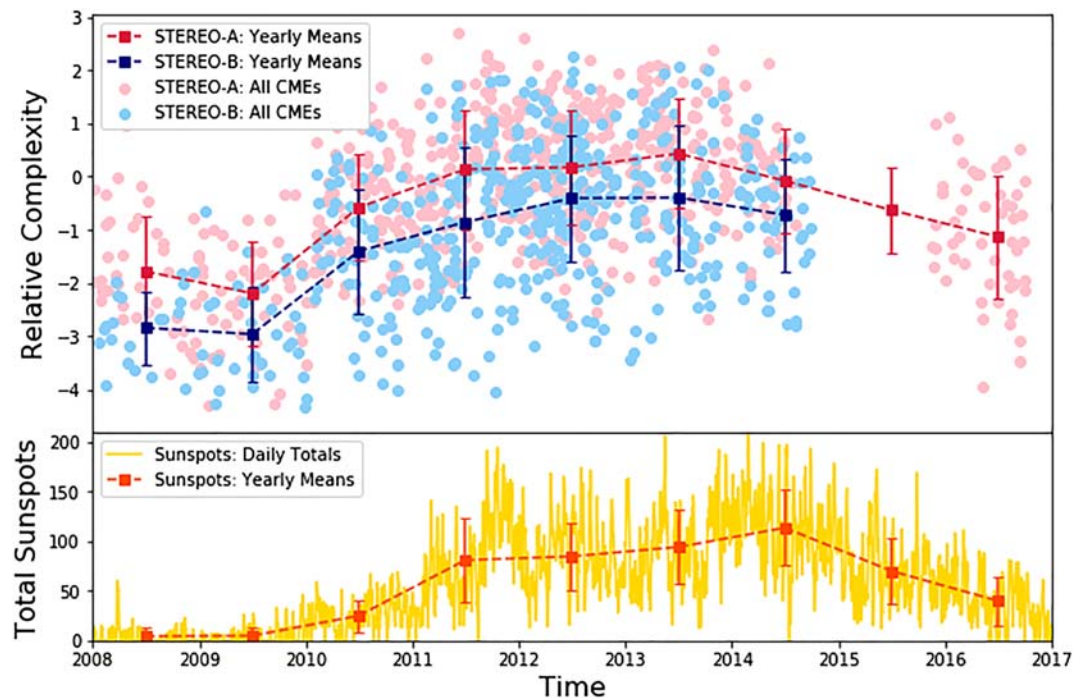 3
2
1
0
−1
−2
−3
−4
Relative Complexity
STEREO-A: Yearly Means
STEREO-B: Yearly Means
STEREO-A: All CMEs
STEREO-B: All CMEs
200
150
100
50
0
Total Sunspots
Sunspots: Daily Totals
Sunspots: Yearly Means
2008 2009 2010 2011 2012 2013 2014 2015 2016 2017
Time